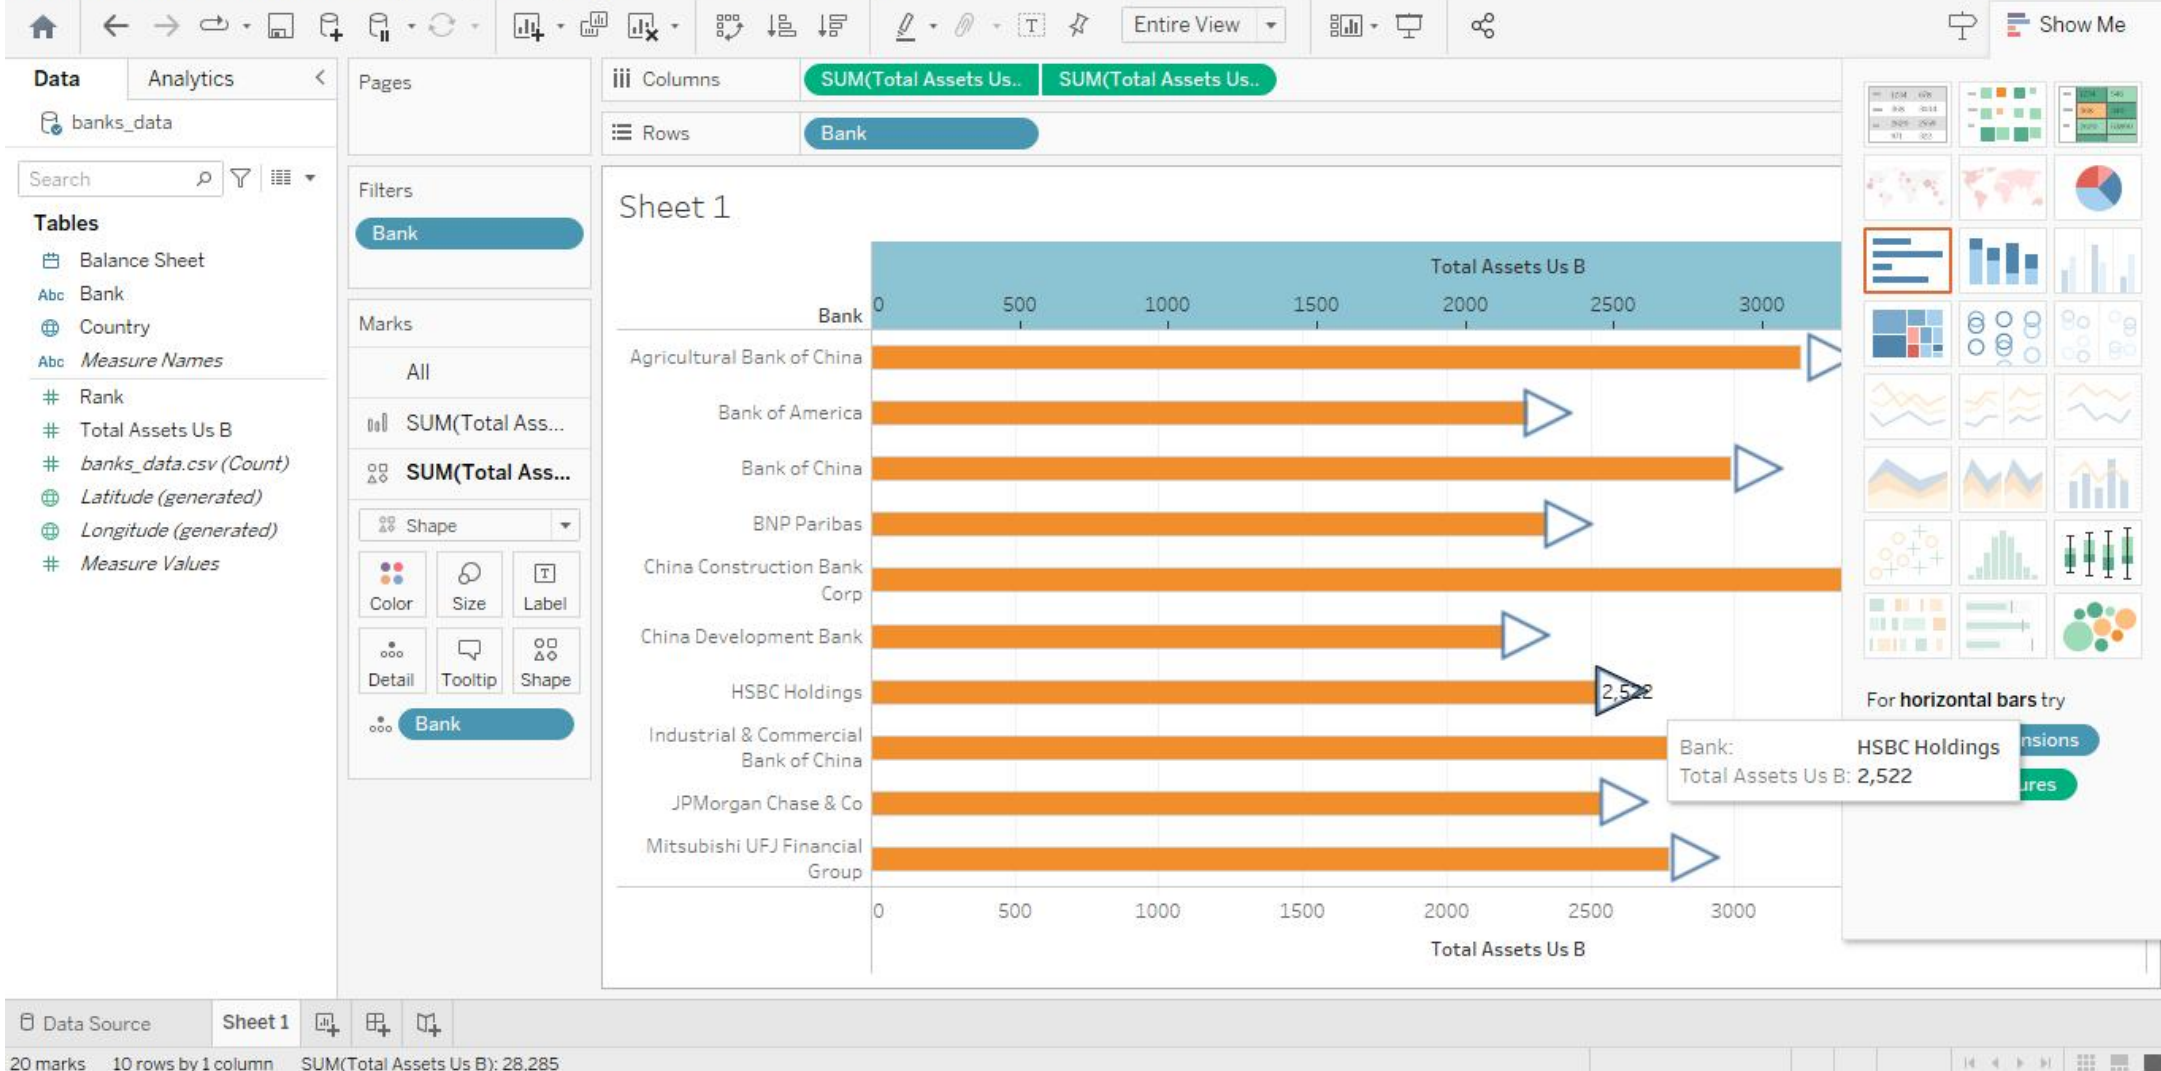 Entire View
Show Me
Data
Analytics
Pages
Columns
SUM(Total Assets Us..
SUM(Total Assets Us..
banks_data
Rows
Bank
Search
Filters
Bank
Sheet 1
Tables
Balance Sheet
Abc Bank
Country
Abc Measure Names
# Rank
# Total Assets Us B
# banks_data.csv (Count)
Latitude (generated)
Longitude (generated)
# Measure Values
Marks
All
SUM(Total Ass...
SUM(Total Ass...
Shape
Color
Size
Label
Detail
Tooltip
Shape
Bank
Total Assets Us B
Bank
0 500 1000 1500 2000 2500 3000
Agricultural Bank of China
Bank of America
Bank of China
BNP Paribas
China Construction Bank
Corp
China Development Bank
HSBC Holdings
2,522
Industrial & Commercial
Bank of China
JPMorgan Chase & Co
Mitsubishi UFJ Financial
Group
0 500 1000 1500 2000 2500 3000
Total Assets Us B
Bank: HSBC Holdings
Total Assets Us B: 2,522
For horizontal bars try
nsions
ures
Data Source
Sheet 1
20 marks 10 rows by 1 column SUM(Total Assets Us B): 28,285